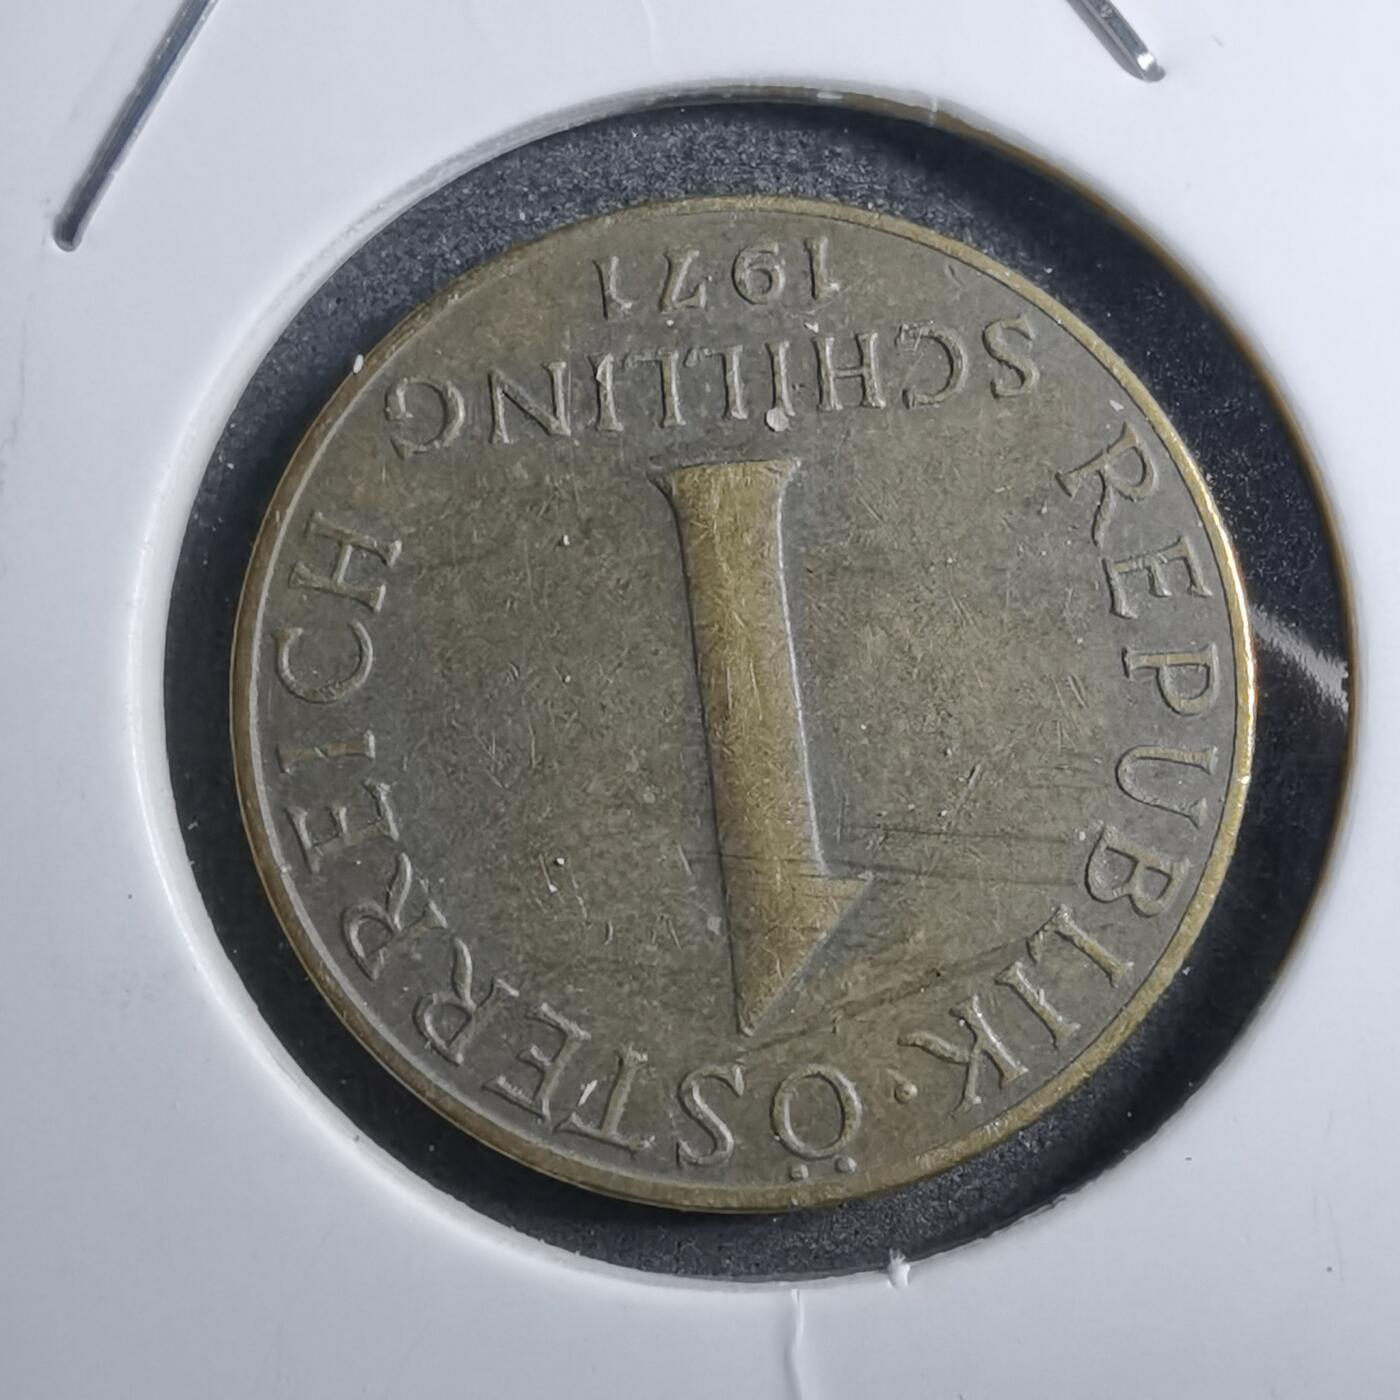 REPUBLIK · ÖSTERREICH
1
SCHILLING
1971